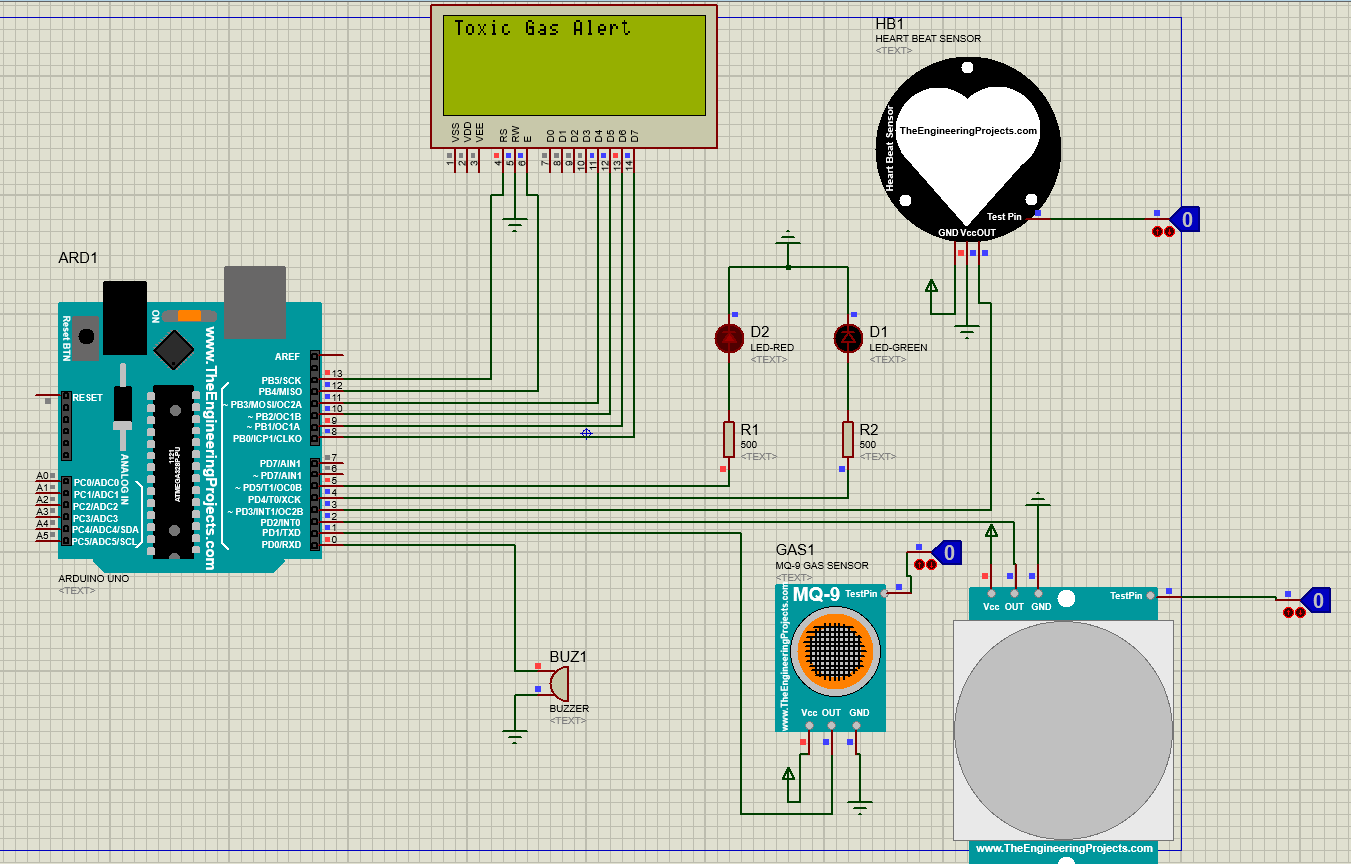 Toxic Gas Alert
VSS
VDD
VEE
RS
RW
E
D0
D1
D2
D3
D4
D5
D6
D7
1
2
3
4
5
6
7
8
9
10
11
12
13
14
HB1
HEART BEAT SENSOR
<TEXT>
Heart Beat Sensor
TheEngineeringProjects.com
Test Pin
GND Vcc OUT
0
ARD1
Reset BTN
ON
www.TheEngineeringProjects.com
RESET
1121
ATMEGA328P-PU
ANALOG IN
AREF
PB5/SCK 13
PB4/MISO 12
~ PB3/MOSI/OC2A 11
~ PB2/OC1B 10
~ PB1/OC1A 9
PB0/ICP1/CLKO 8
PD7/AIN1 7
~ PD7/AIN1 6
~ PD5/T1/OC0B 5
PD4/T0/XCK 4
~ PD3/INT1/OC2B 3
PD2/INT0 2
PD1/TXD 1
PD0/RXD 0
A0 PC0/ADC0
A1 PC1/ADC1
A2 PC2/ADC2
A3 PC3/ADC3
A4 PC4/ADC4/SDA
A5 PC5/ADC5/SCL
ARDUINO UNO
<TEXT>
D2
LED-RED
<TEXT>
D1
LED-GREEN
<TEXT>
R1
500
<TEXT>
R2
500
<TEXT>
BUZ1
BUZZER
<TEXT>
GAS1
MQ-9 GAS SENSOR
<TEXT>
MQ-9 TestPin
www.TheEngineeringProjects.com
Vcc OUT GND
0
Vcc OUT GND
TestPin
0
www.TheEngineeringProjects.com